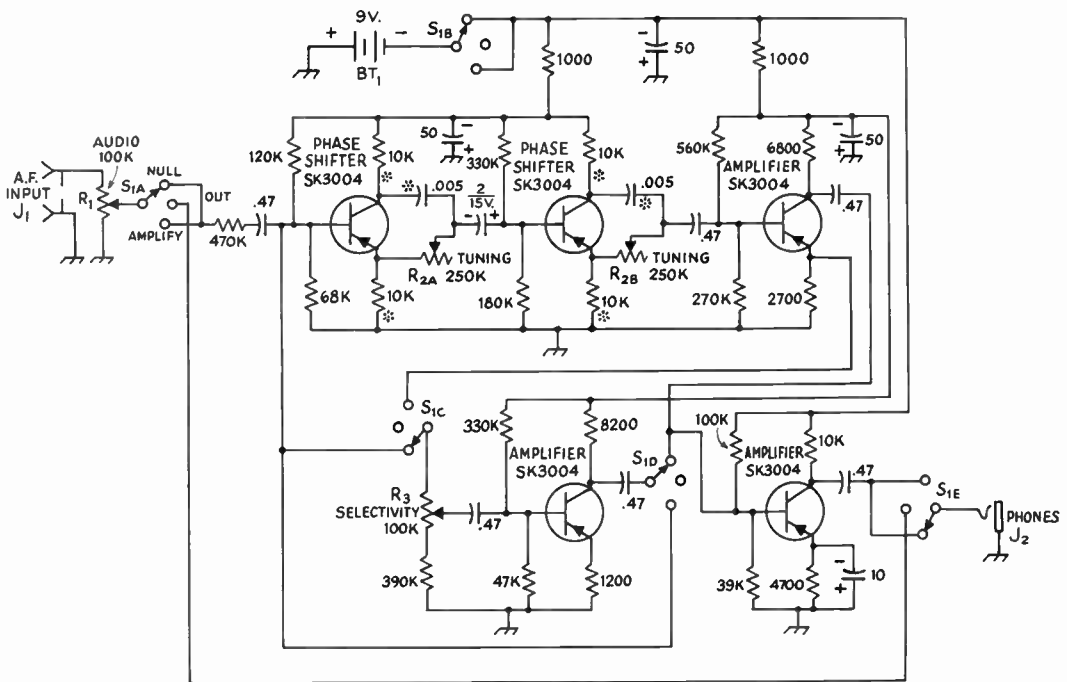 9V.
+
-
BT1
S1B
1000
-
+
50
1000
AUDIO
100K
A.F.
INPUT
J1
R1
S1A
NULL
OUT
AMPLIFY
470K
.47
120K
PHASE
SHIFTER
SK3004
10K
※
50
-
+
※
.005
2
15V.
-
+
330K
PHASE
SHIFTER
SK3004
10K
※
.005
※
.47
560K
AMPLIFIER
SK3004
6800
-
+
50
.47
68K
10K
※
R2A
TUNING
250K
180K
10K
※
R2B
TUNING
250K
270K
2700
S1C
R3
SELECTIVITY
100K
390K
.47
330K
47K
8200
AMPLIFIER
SK3004
1200
.47
S1D
100K
39K
AMPLIFIER
SK3004
10K
4700
-
+
10
.47
S1E
PHONES
J2